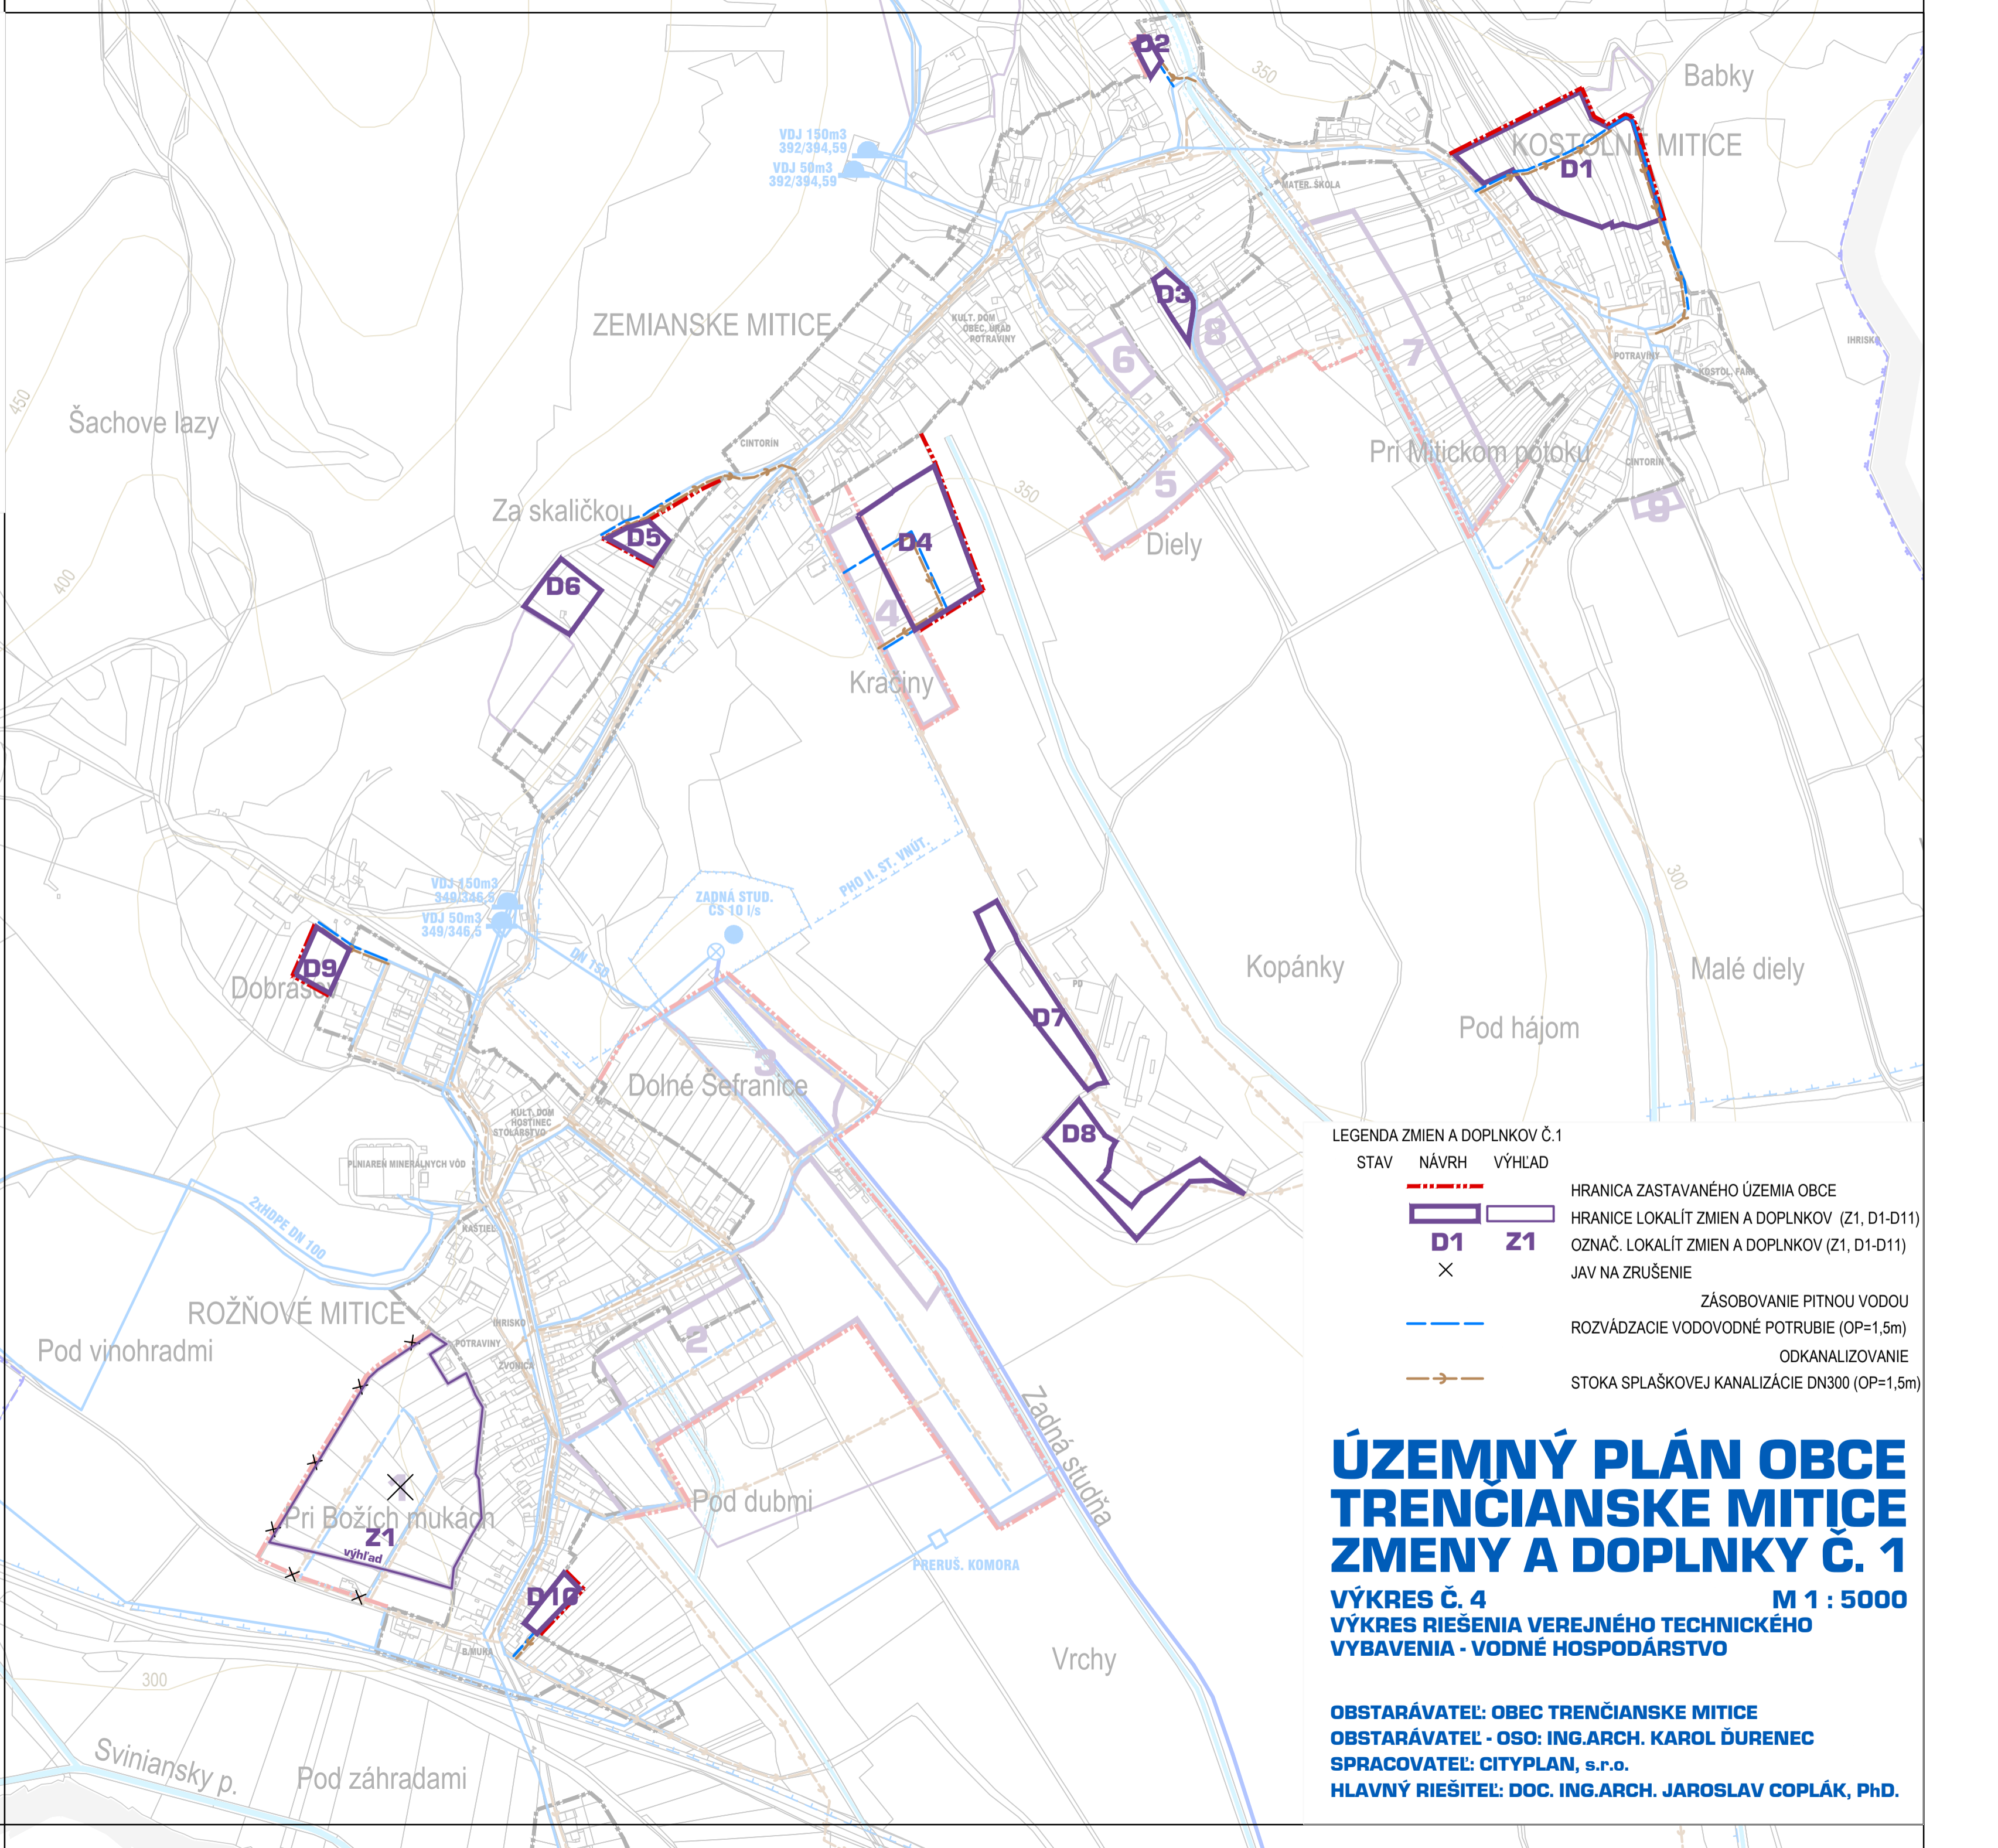 D2
350
Babky
VDJ 150m3
392/394,59
VDJ 50m3
392/394,59
KOSTOLNÉ MITICE
D1
MATER. ŠKOLA
D3
8
ZEMIANSKE MITICE
KULT. DOM
OBEC. ÚRAD
POTRAVINY
6
7
IHRISKO
POTRAVINY
KOSTOL, FARA
450
Šachove lazy
CINTORÍN
Pri Mitickom potoku
CINTORÍN
350
5
9
Za skaličkou
D5
D4
Diely
D6
400
4
Kračiny
PHO II. ST. VNÚT.
300
VDJ 150m3
349/346,5
VDJ 50m3
349/346,5
ZADNÁ STUD.
ČS 10 l/s
DN 150
D9
Kopánky
Malé diely
PD
D7
Pod hájom
3
Dolné Šefranice
KULT. DOM
HOSTINEC
STOLÁRSTVO
D8
PLNIAREŇ MINERÁLNYCH VÔD
2xHDPE DN 100
KAŠTIEL
ROŽŇOVÉ MITICE
IHRISKO
POTRAVINY
Pod vinohradmi
2
ZVONICA
Zadná studňa
1
Pri Božích mukách
Z1
výhľad
Pod dubmi
PRERUŠ. KOMORA
D10
B.MUKA
Vrchy
300
Sviniansky p.
Pod záhradami
LEGENDA ZMIEN A DOPLNKOV Č.1
STAV NÁVRH VÝHĽAD
HRANICA ZASTAVANÉHO ÚZEMIA OBCE
HRANICE LOKALÍT ZMIEN A DOPLNKOV (Z1, D1-D11)
D1 Z1 OZNAČ. LOKALÍT ZMIEN A DOPLNKOV (Z1, D1-D11)
JAV NA ZRUŠENIE
ZÁSOBOVANIE PITNOU VODOU
ROZVÁDZACIE VODOVODNÉ POTRUBIE (OP=1,5m)
ODKANALIZOVANIE
STOKA SPLAŠKOVEJ KANALIZÁCIE DN300 (OP=1,5m)
ÚZEMNÝ PLÁN OBCE
TRENČIANSKE MITICE
ZMENY A DOPLNKY Č. 1
VÝKRES Č. 4 M 1 : 5000
VÝKRES RIEŠENIA VEREJNÉHO TECHNICKÉHO
VYBAVENIA - VODNÉ HOSPODÁRSTVO
OBSTARÁVATEĽ: OBEC TRENČIANSKE MITICE
OBSTARÁVATEĽ - OSO: ING.ARCH. KAROL ĎURENEC
SPRACOVATEĽ: CITYPLAN, s.r.o.
HLAVNÝ RIEŠITEĽ: DOC. ING.ARCH. JAROSLAV COPLÁK, PhD.